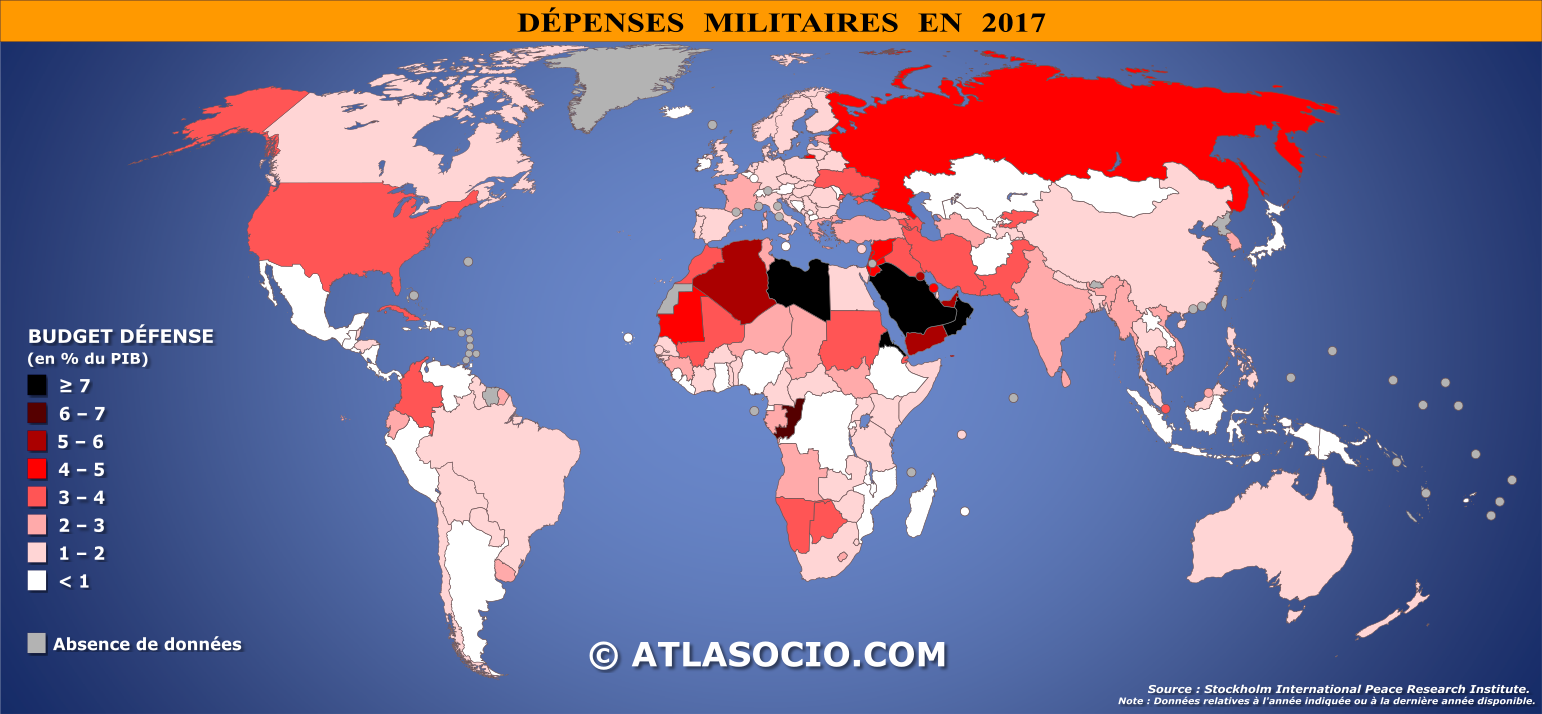 DÉPENSES MILITAIRES EN 2017
BUDGET DÉFENSE
(en % du PIB)
≥ 7
6 – 7
5 – 6
4 – 5
3 – 4
2 – 3
1 – 2
< 1
Absence de données
© ATLASOCIO.COM
Source : Stockholm International Peace Research Institute.
Note : Données relatives à l'année indiquée ou à la dernière année disponible.